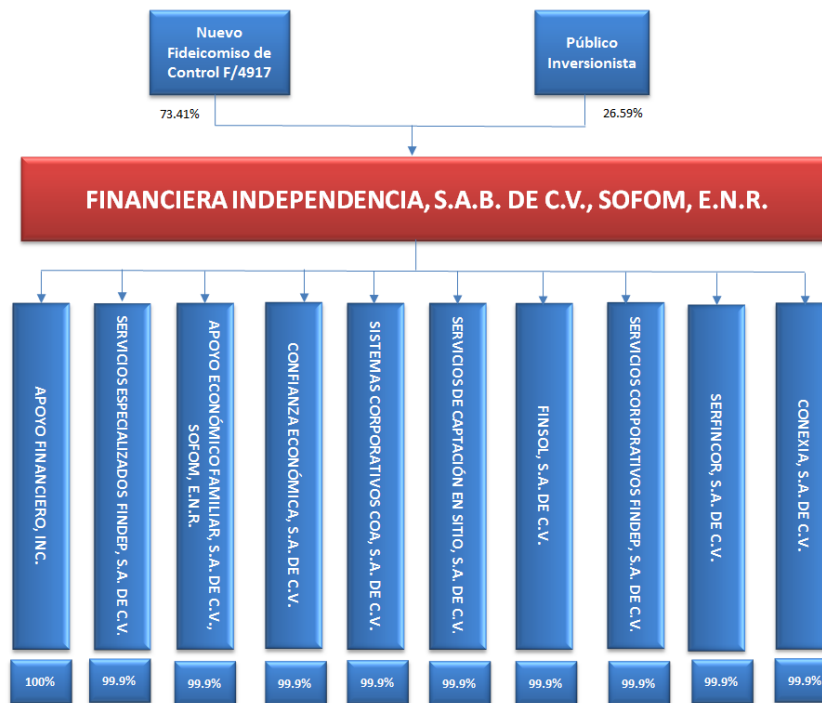 Nuevo
Fideicomiso de
Control F/4917
Público
Inversionista
73.41%
26.59%
FINANCIERA INDEPENDENCIA, S.A.B. DE C.V., SOFOM, E.N.R.
APOYO FINANCIERO, INC.
SERVICIOS ESPECIALIZADOS FINDEP, S.A. DE C.V.
APOYO ECONÓMICO FAMILIAR, S.A. DE C.V.,
SOFOM, E.N.R.
CONFIANZA ECONÓMICA, S.A. DE C.V.
SISTEMAS CORPORATIVOS COA, S.A. DE C.V.
SERVICIOS DE CAPTACIÓN EN SITIO, S.A. DE C.V.
FINSOL, S.A. DE C.V.
SERVICIOS CORPORATIVOS FINDEP, S.A. DE C.V.
SERFINCOR, S.A. DE C.V.
CONEXIA, S.A. DE C.V.
100%
99.9%
99.9%
99.9%
99.9%
99.9%
99.9%
99.9%
99.9%
99.9%